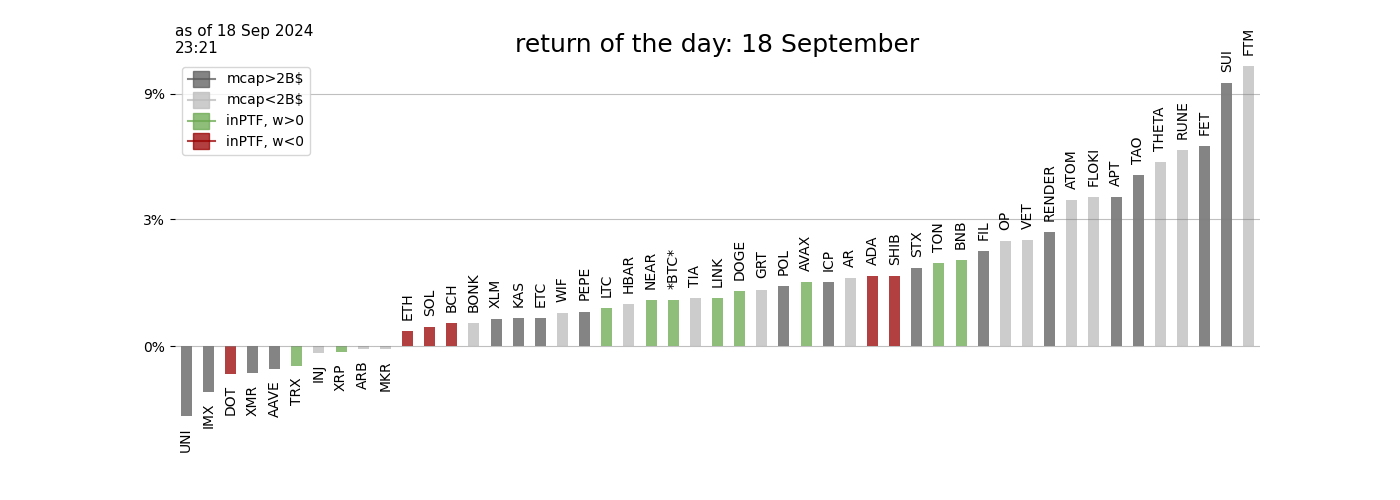 as of 18 Sep 2024
23:21
return of the day: 18 September
mcap>2B$
mcap<2B$
inPTF, w>0
inPTF, w<0
9%
3%
0%
UNI
IMX
DOT
XMR
AAVE
TRX
INJ
XRP
ARB
MKR
ETH
SOL
BCH
BONK
XLM
KAS
ETC
WIF
PEPE
LTC
HBAR
NEAR
*BTC*
TIA
LINK
DOGE
GRT
POL
AVAX
ICP
AR
ADA
SHIB
STX
TON
BNB
FIL
OP
VET
RENDER
ATOM
FLOKI
APT
TAO
THETA
RUNE
FET
SUI
FTM